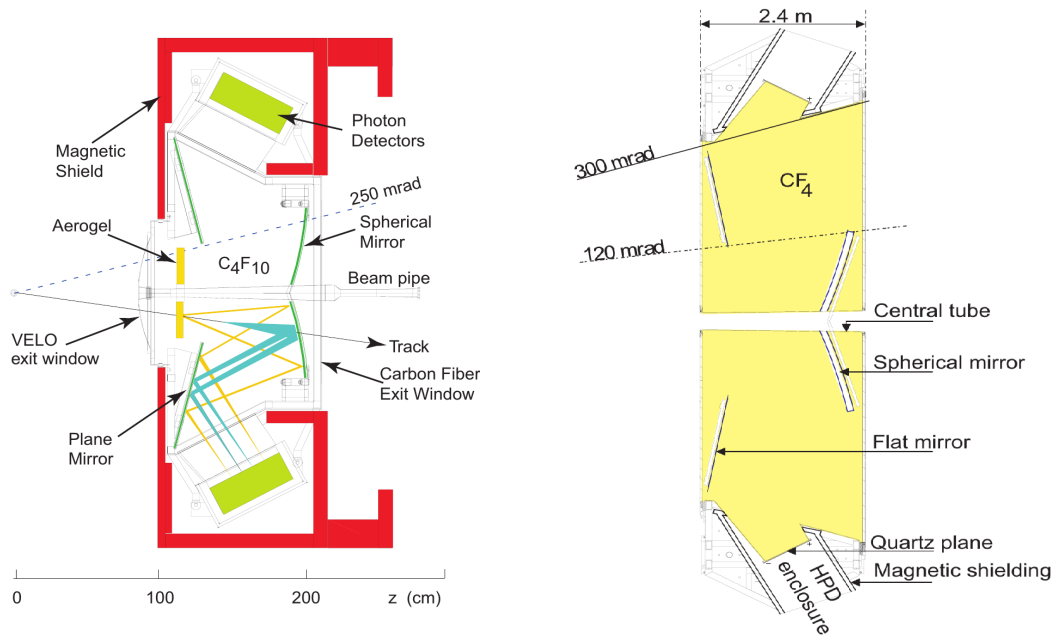 Magnetic
Shield
Aerogel
VELO
exit window
Plane
Mirror
Photon
Detectors
250 mrad
Spherical
Mirror
C4F10
Beam pipe
Track
Carbon Fiber
Exit Window
0
100
200
z (cm)
2.4 m
300 mrad
CF4
120 mrad
Central tube
Spherical mirror
Flat mirror
Quartz plane
Magnetic shielding
HPD
enclosure